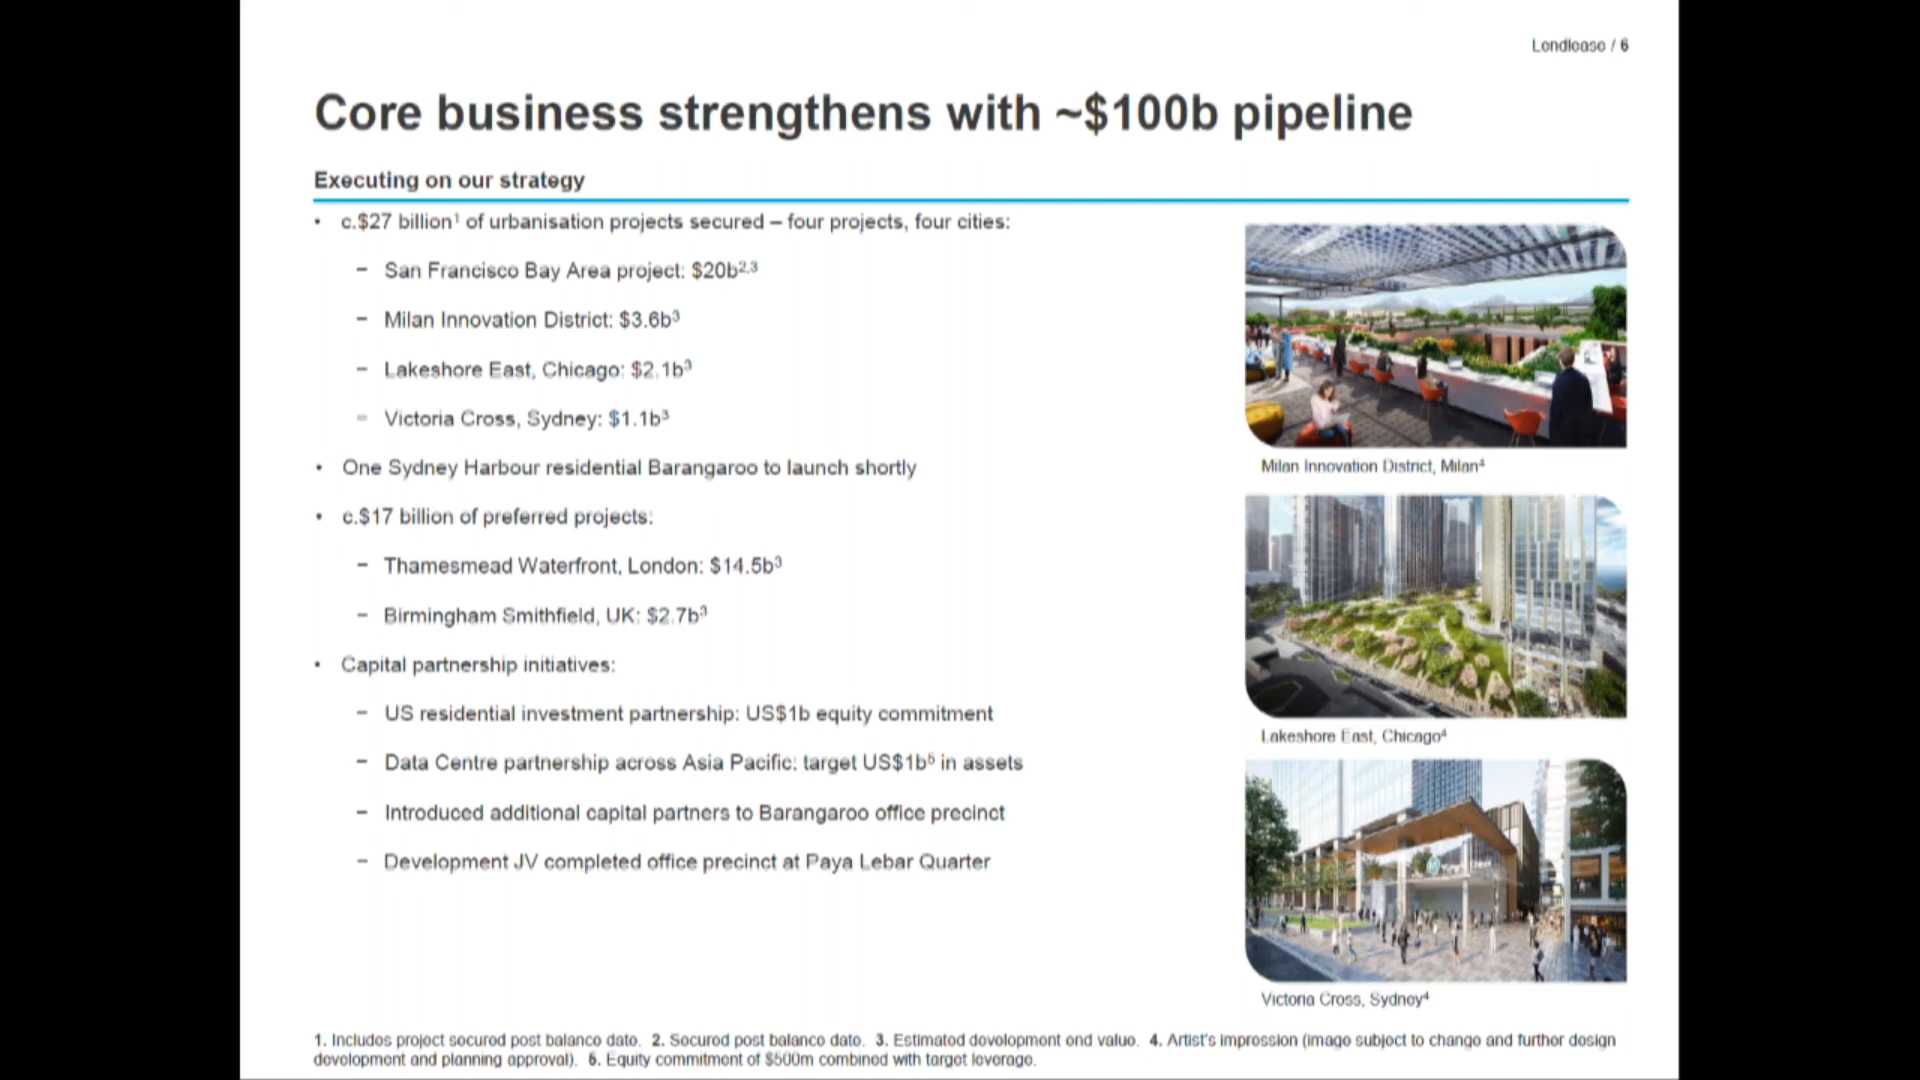 Lendlease / 6
Core business strengthens with ~$100b pipeline
Executing on our strategy
• c.$27 billion¹ of urbanisation projects secured – four projects, four cities:
– San Francisco Bay Area project: $20b²,³
– Milan Innovation District: $3.6b³
– Lakeshore East, Chicago: $2.1b³
– Victoria Cross, Sydney: $1.1b³
• One Sydney Harbour residential Barangaroo to launch shortly
• c.$17 billion of preferred projects:
– Thamesmead Waterfront, London: $14.5b³
– Birmingham Smithfield, UK: $2.7b³
• Capital partnership initiatives:
– US residential investment partnership: US$1b equity commitment
– Data Centre partnership across Asia Pacific: target US$1b⁵ in assets
– Introduced additional capital partners to Barangaroo office precinct
– Development JV completed office precinct at Paya Lebar Quarter
Milan Innovation District, Milan⁴
Lakeshore East, Chicago⁴
Victoria Cross, Sydney⁴
1. Includes project secured post balance date. 2. Secured post balance date. 3. Estimated development end value. 4. Artist's impression (image subject to change and further design
development and planning approval). 5. Equity commitment of $500m combined with target leverage.